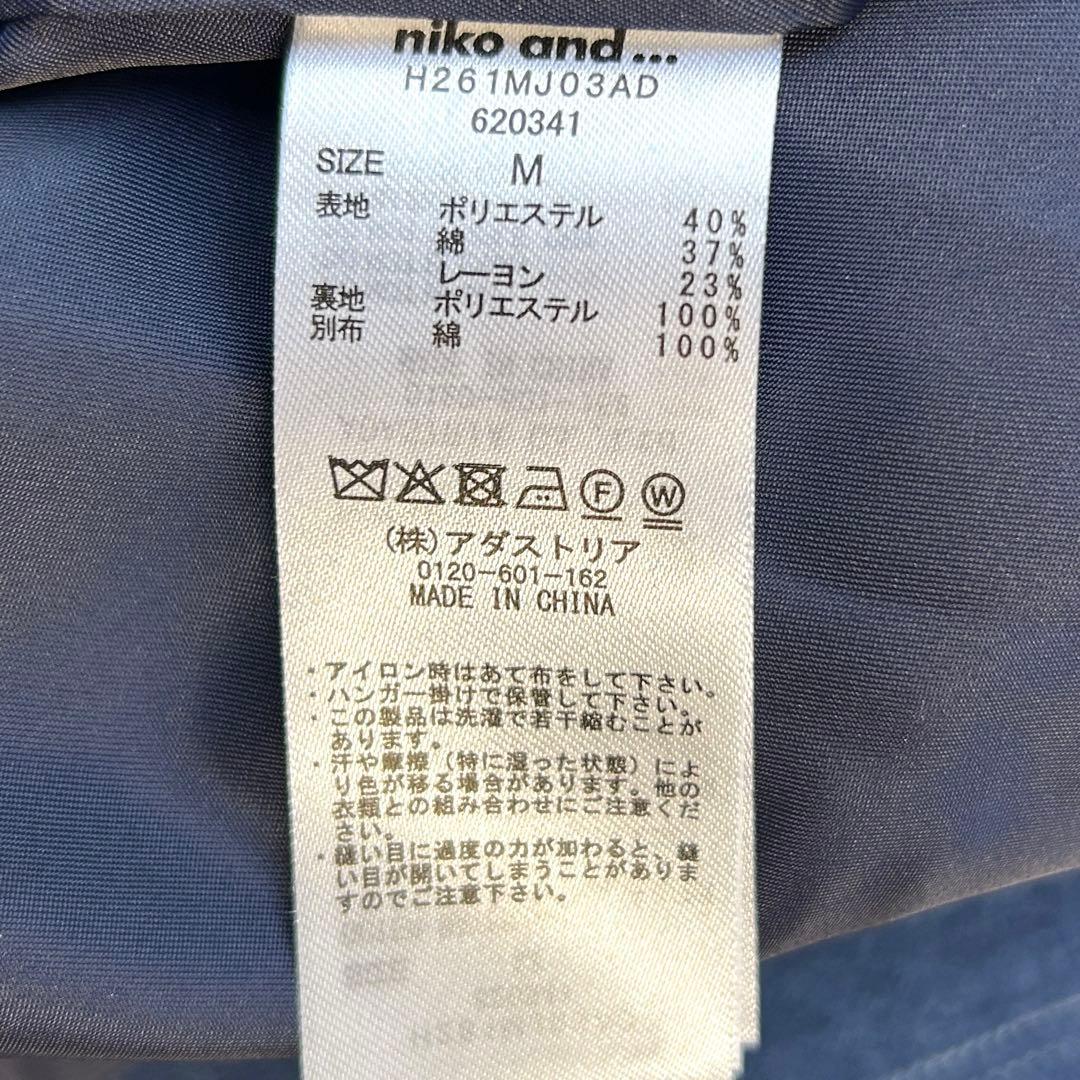 niko and...
H261MJ03AD
620341
SIZE M
表地 ポリエステル 40%
綿 37%
レーヨン 23%
裏地 ポリエステル 100%
別布 綿 100%
F W
(株)アダストリア
0120-601-162
MADE IN CHINA
・アイロン時はあて布をして下さい。
・ハンガー掛けで保管して下さい。
・この製品は洗濯で若干縮むことが
あります。
・汗や摩擦(特に湿った状態)によ
り色が移る場合があります。他の
衣類との組み合わせにご注意くだ
さい。
・縫い目に過度の力が加わると、縫
い目が開いてしまうことがありま
すのでご注意下さい。